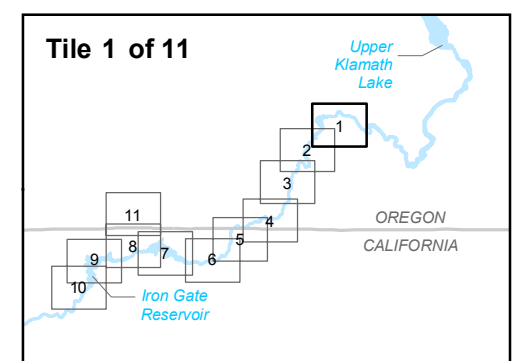 Tile 1 of 11
Upper
Klamath
Lake
1
2
3
OREGON
11
4
5
CALIFORNIA
8
7
9
6
10
Iron Gate
Reservoir